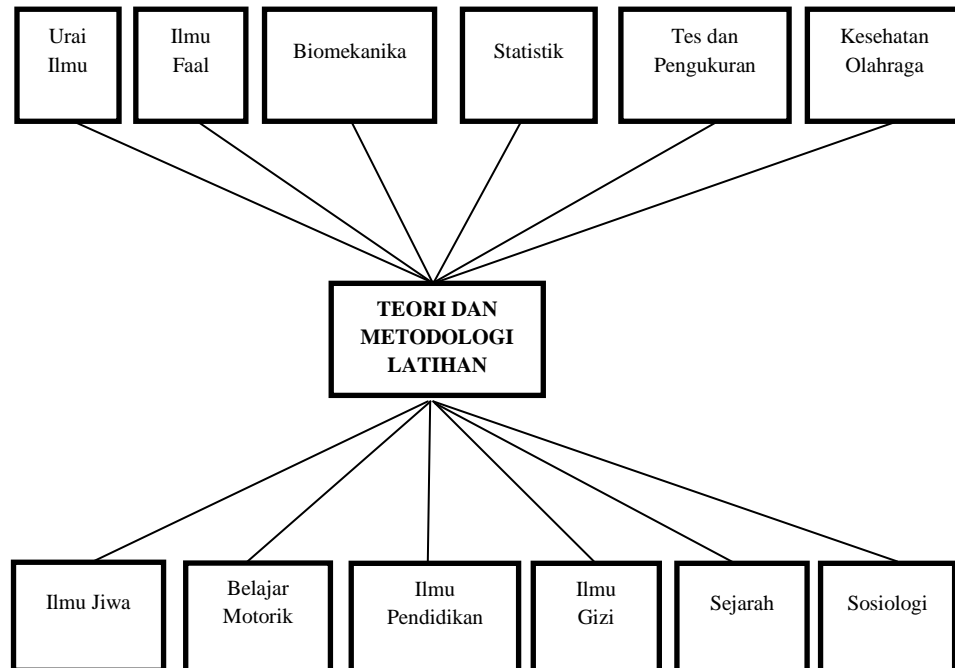 Urai
Ilmu
Ilmu
Faal
Biomekanika
Statistik
Tes dan
Pengukuran
Kesehatan
Olahraga
TEORI DAN
METODOLOGI
LATIHAN
Ilmu Jiwa
Belajar
Motorik
Ilmu
Pendidikan
Ilmu
Gizi
Sejarah
Sosiologi